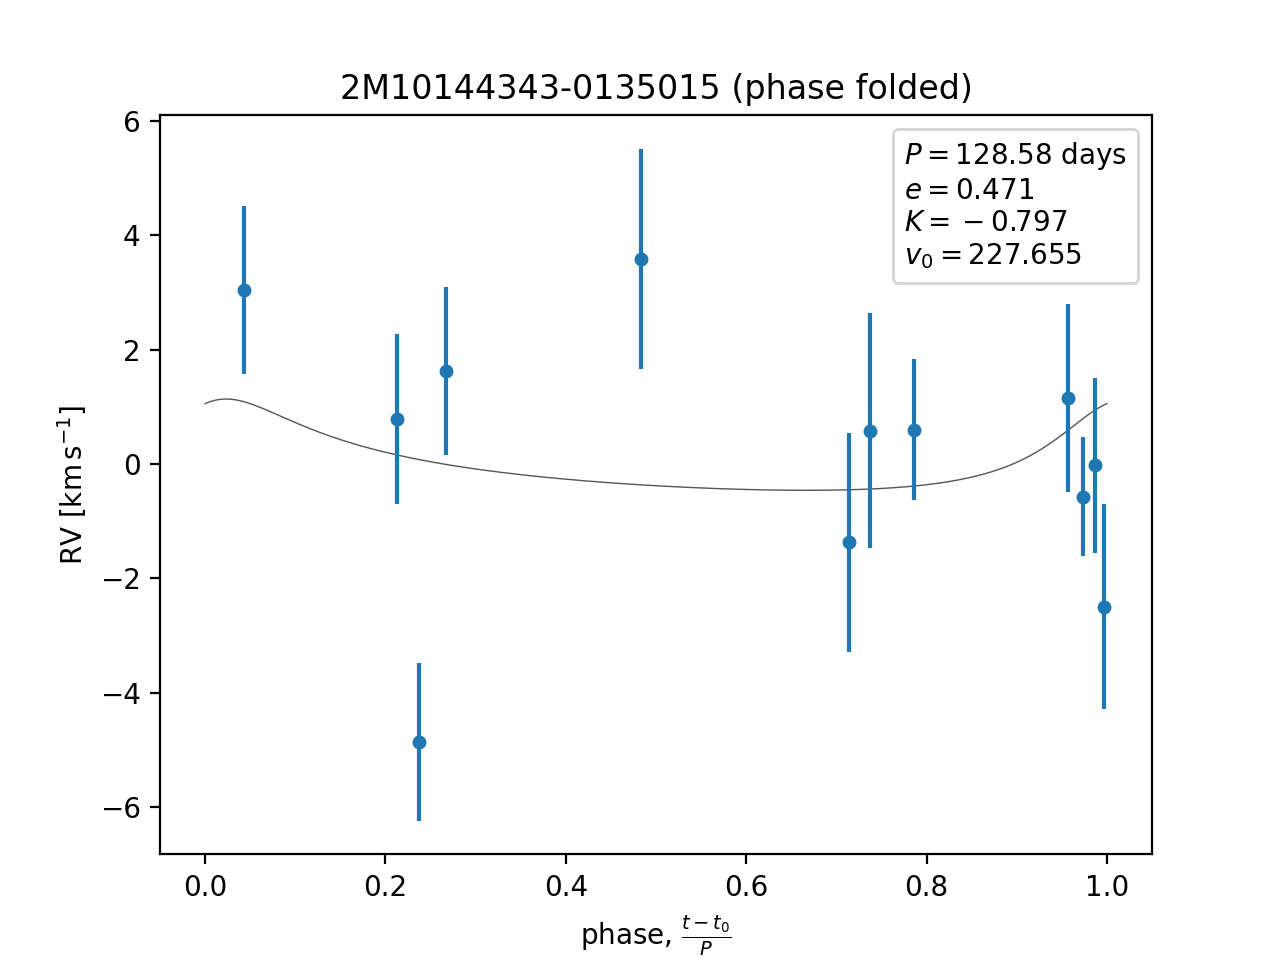 2M10144343-0135015 (phase folded)
P = 128.58 days
e = 0.471
K = −0.797
v₀ = 227.655
6
4
2
0
−2
−4
−6
RV [km s⁻¹]
0.0 0.2 0.4 0.6 0.8 1.0
phase, (t − t₀)/P